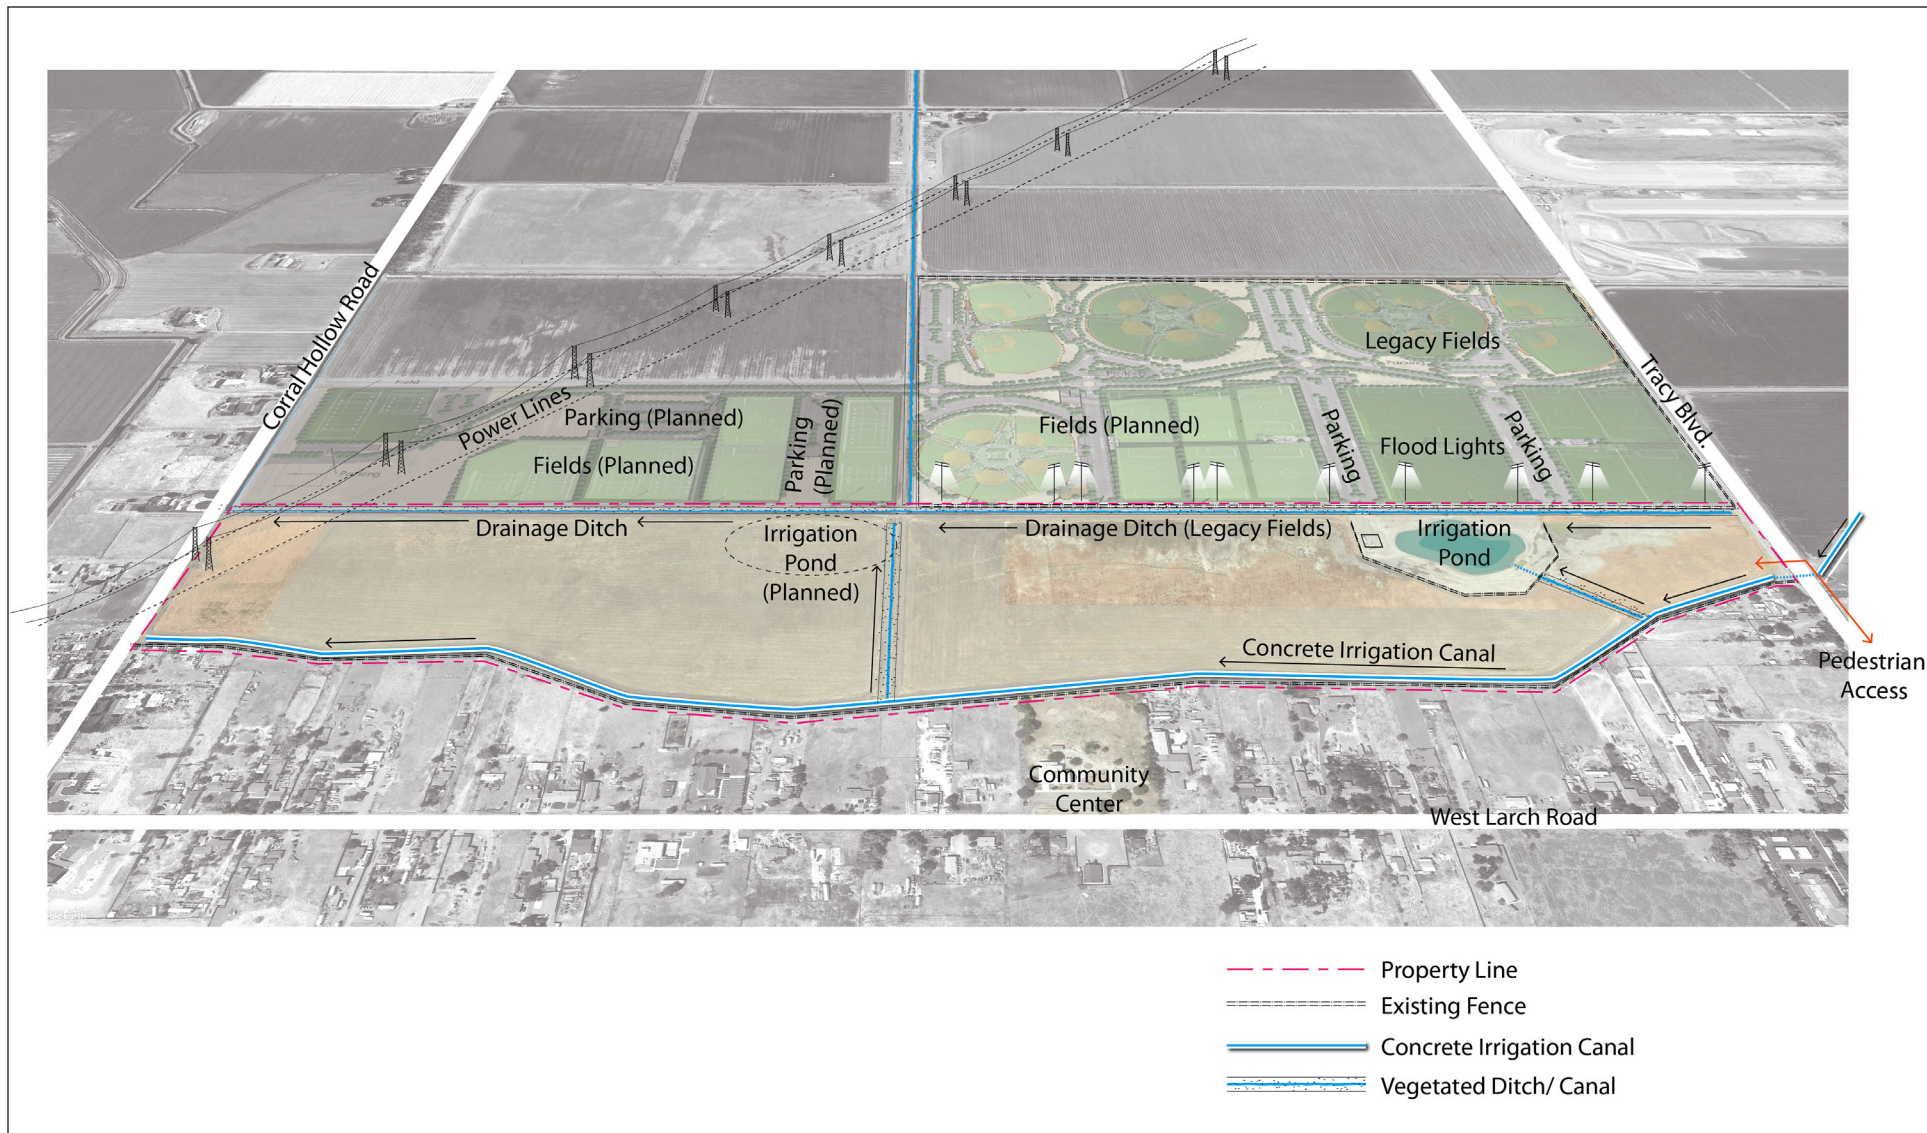 Corral Hollow Road
Power Lines
Parking (Planned)
Fields (Planned)
Parking
(Planned)
Legacy Fields
Fields (Planned)
Parking
Flood Lights
Parking
Tracy Blvd.
Drainage Ditch
Irrigation
Pond
(Planned)
Drainage Ditch (Legacy Fields)
Irrigation
Pond
Concrete Irrigation Canal
Pedestrian
Access
Community
Center
West Larch Road
Property Line
Existing Fence
Concrete Irrigation Canal
Vegetated Ditch/ Canal